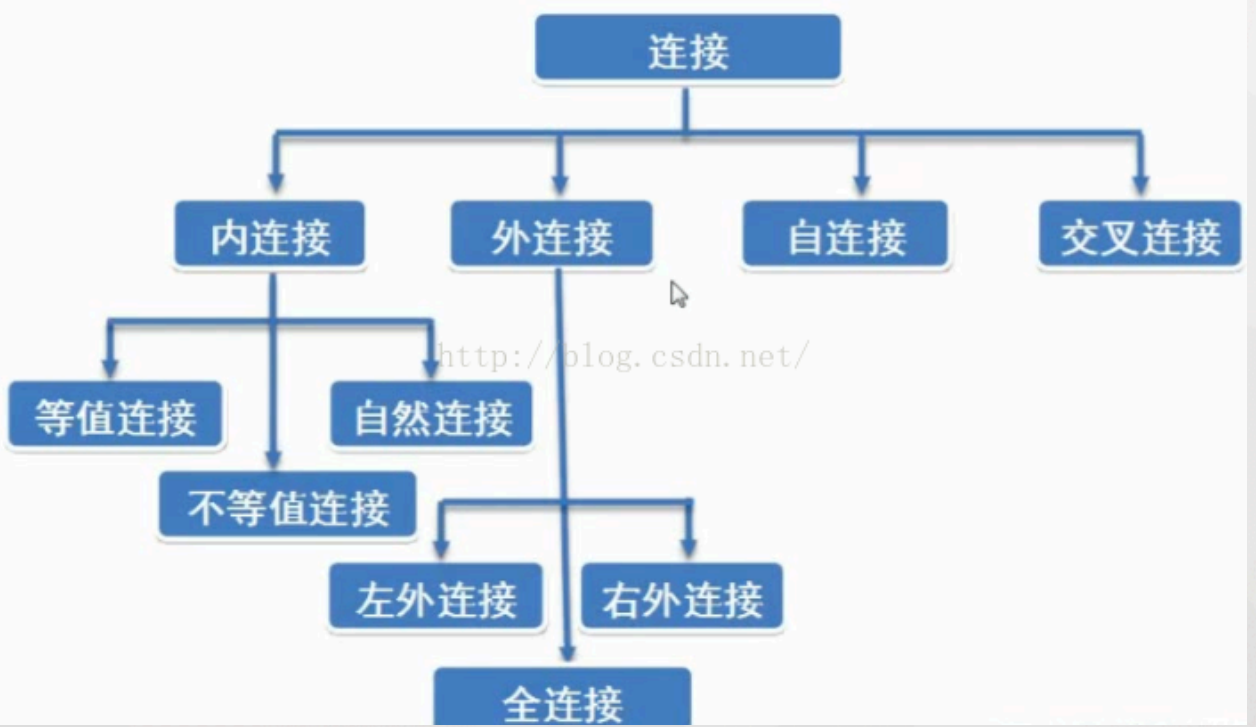 连接
内连接
外连接
自连接
交叉连接
http://blog.csdn.net/
等值连接
自然连接
不等值连接
左外连接
右外连接
全连接